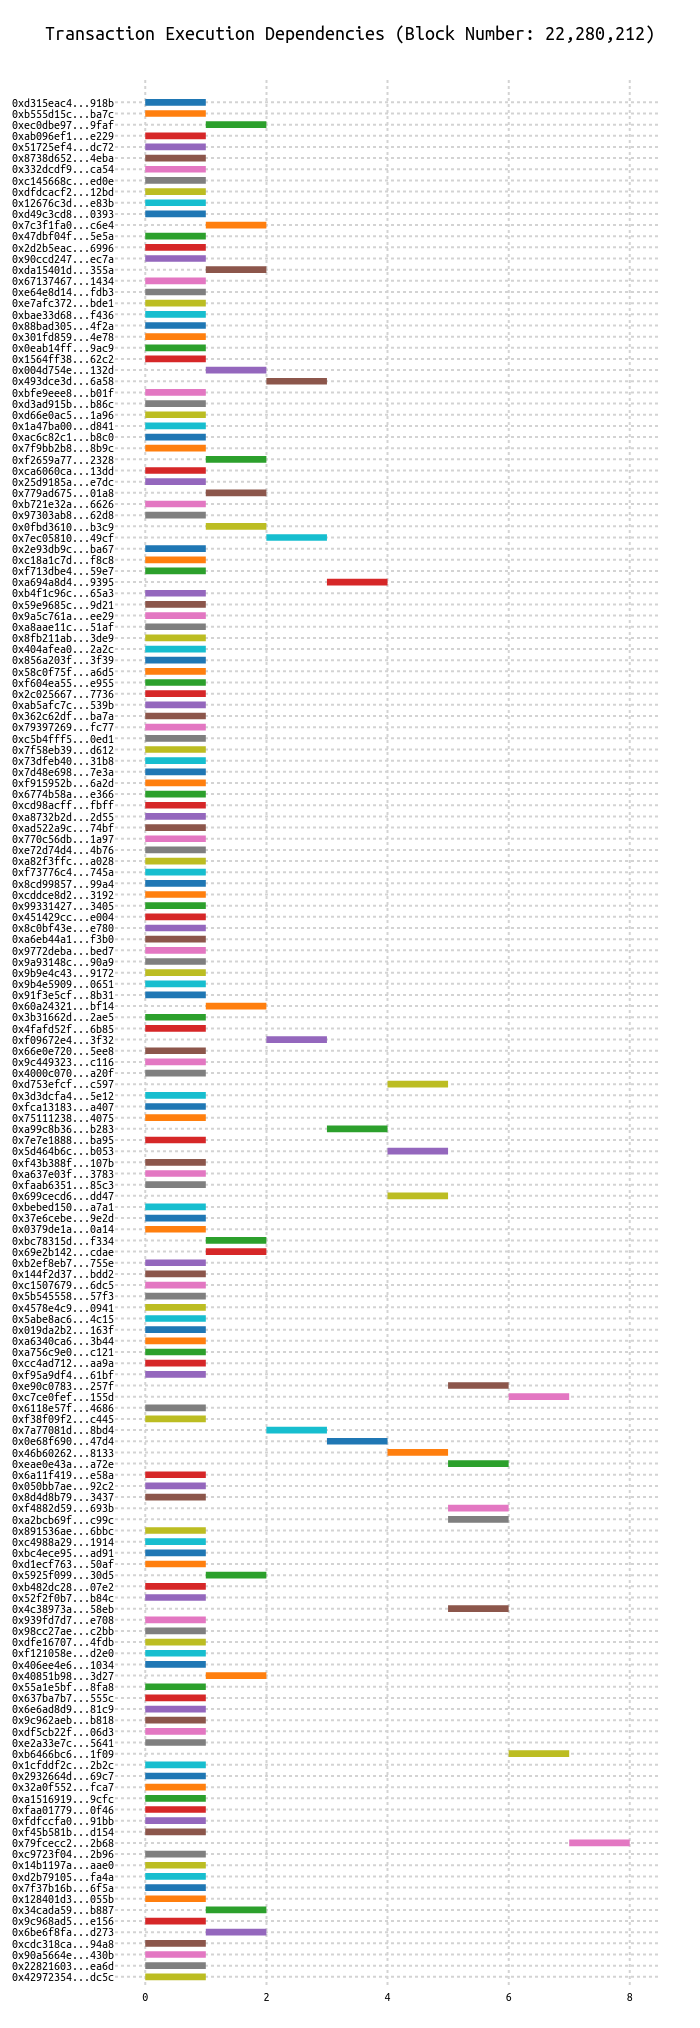 Transaction Execution Dependencies (Block Number: 22,280,212)
0xd315eac4...918b
0xb555d15c...ba7c
0xec0dbe97...9faf
0xab096ef1...e229
0x51725ef4...dc72
0x8738d652...4eba
0x332dcdf9...ca54
0xc145668c...ed0e
0xdfdcacf2...12bd
0x12676c3d...e83b
0xd49c3cd8...0393
0x7c3f1fa0...c6e4
0x47dbf04f...5e5a
0x2d2b5eac...6996
0x90ccd247...ec7a
0xda15401d...355a
0x67137467...1434
0xe64e8d14...fdb3
0xe7afc372...bde1
0xbae33d68...f436
0x88bad305...4f2a
0x301fd859...4e78
0x0eab14ff...9ac9
0x1564ff38...62c2
0x004d754e...132d
0x493dce3d...6a58
0xbfe9eee8...b01f
0xd3ad915b...b86c
0xd66e0ac5...1a96
0x1a47ba00...d841
0xac6c82c1...b8c0
0x7f9bb2b8...8b9c
0xf2659a77...2328
0xca6060ca...13dd
0x25d9185a...e7dc
0x779ad675...01a8
0xb721e32a...6626
0x97303ab8...62d8
0x0fbd3610...b3c9
0x7ec05810...49cf
0x2e93db9c...ba67
0xc18a1c7d...f8c8
0xf713dbe4...59e7
0xa694a8d4...9395
0xb4f1c96c...65a3
0x59e9685c...9d21
0x9a5c761a...ee29
0xa8aae11c...51af
0x8fb211ab...3de9
0x404afea0...2a2c
0x856a203f...3f39
0x58c0f75f...a6d5
0xf604ea55...e955
0x2c025667...7736
0xab5afc7c...539b
0x362c62df...ba7a
0x79397269...fc77
0xc5b4fff5...0ed1
0x7f58eb39...d612
0x73dfeb40...31b8
0x7d48e698...7e3a
0xf915952b...6a2d
0x6774b58a...e366
0xcd98acff...fbff
0xa8732b2d...2d55
0xad522a9c...74bf
0x770c56db...1a97
0xe72d74d4...4b76
0xa82f3ffc...a028
0xf73776c4...745a
0x8cd99857...99a4
0xcddce8d2...3192
0x99331427...3405
0x451429cc...e004
0x8c0bf43e...e780
0xa6eb44a1...f3b0
0x9772deba...bed7
0x9a93148c...90a9
0x9b9e4c43...9172
0x9b4e5909...0651
0x91f3e5cf...8b31
0x60a24321...bf14
0x3b31662d...2ae5
0x4fafd52f...6b85
0xf09672e4...3f32
0x66e0e720...5ee8
0x9c449323...c116
0x4000c070...a20f
0xd753efcf...c597
0x3d3dcfa4...5e12
0xfca13183...a407
0x75111238...4075
0xa99c8b36...b283
0x7e7e1888...ba95
0x5d464b6c...b053
0xf43b388f...107b
0xa637e03f...3783
0xfaab6351...85c3
0x699cecd6...dd47
0xbebed150...a7a1
0x37e6cebe...9e2d
0x0379de1a...0a14
0xbc78315d...f334
0x69e2b142...cdae
0xb2ef8eb7...755e
0x144f2d37...bdd2
0xc1507679...6dc5
0x5b545558...57f3
0x4578e4c9...0941
0x5abe8ac6...4c15
0x019da2b2...163f
0xa6340ca6...3b44
0xa756c9e0...c121
0xcc4ad712...aa9a
0xf95a9df4...61bf
0xe90c0783...257f
0xc7ce0fef...155d
0x6118e57f...4686
0xf38f09f2...c445
0x7a77081d...8bd4
0x0e68f690...47d4
0x46b60262...8133
0xeae0e43a...a72e
0x6a11f419...e58a
0x050bb7ae...92c2
0x8d4d8b79...3437
0xf4882d59...693b
0xa2bcb69f...c99c
0x891536ae...6bbc
0xc4988a29...1914
0xbc4ece95...ad91
0xd1ecf763...50af
0x5925f099...30d5
0xb482dc28...07e2
0x52f2f0b7...b84c
0x4c38973a...58eb
0x939fd7d7...e708
0x98cc27ae...c2bb
0xdfe16707...4fdb
0xf121058e...d2e0
0x406ee4e6...1034
0x40851b98...3d27
0x55a1e5bf...8fa8
0x637ba7b7...555c
0x6e6ad8d9...81c9
0x9c962aeb...b818
0xdf5cb22f...06d3
0xe2a33e7c...5641
0xb6466bc6...1f09
0x1cfddf2c...2b2c
0x2932664d...69c7
0x32a0f552...fca7
0xa1516919...9cfc
0xfaa01779...0f46
0xfdfccfa0...91bb
0xf45b581b...d154
0x79fcecc2...2b68
0xc9723f04...2b96
0x14b1197a...aae0
0xd2b79105...fa4a
0x7f37b16b...6f5a
0x128401d3...055b
0x34cada59...b887
0x9c968ad5...e156
0x6be6f8fa...d273
0xcdc318ca...94a8
0x90a5664e...430b
0x22821603...ea6d
0x42972354...dc5c
0 2 4 6 8